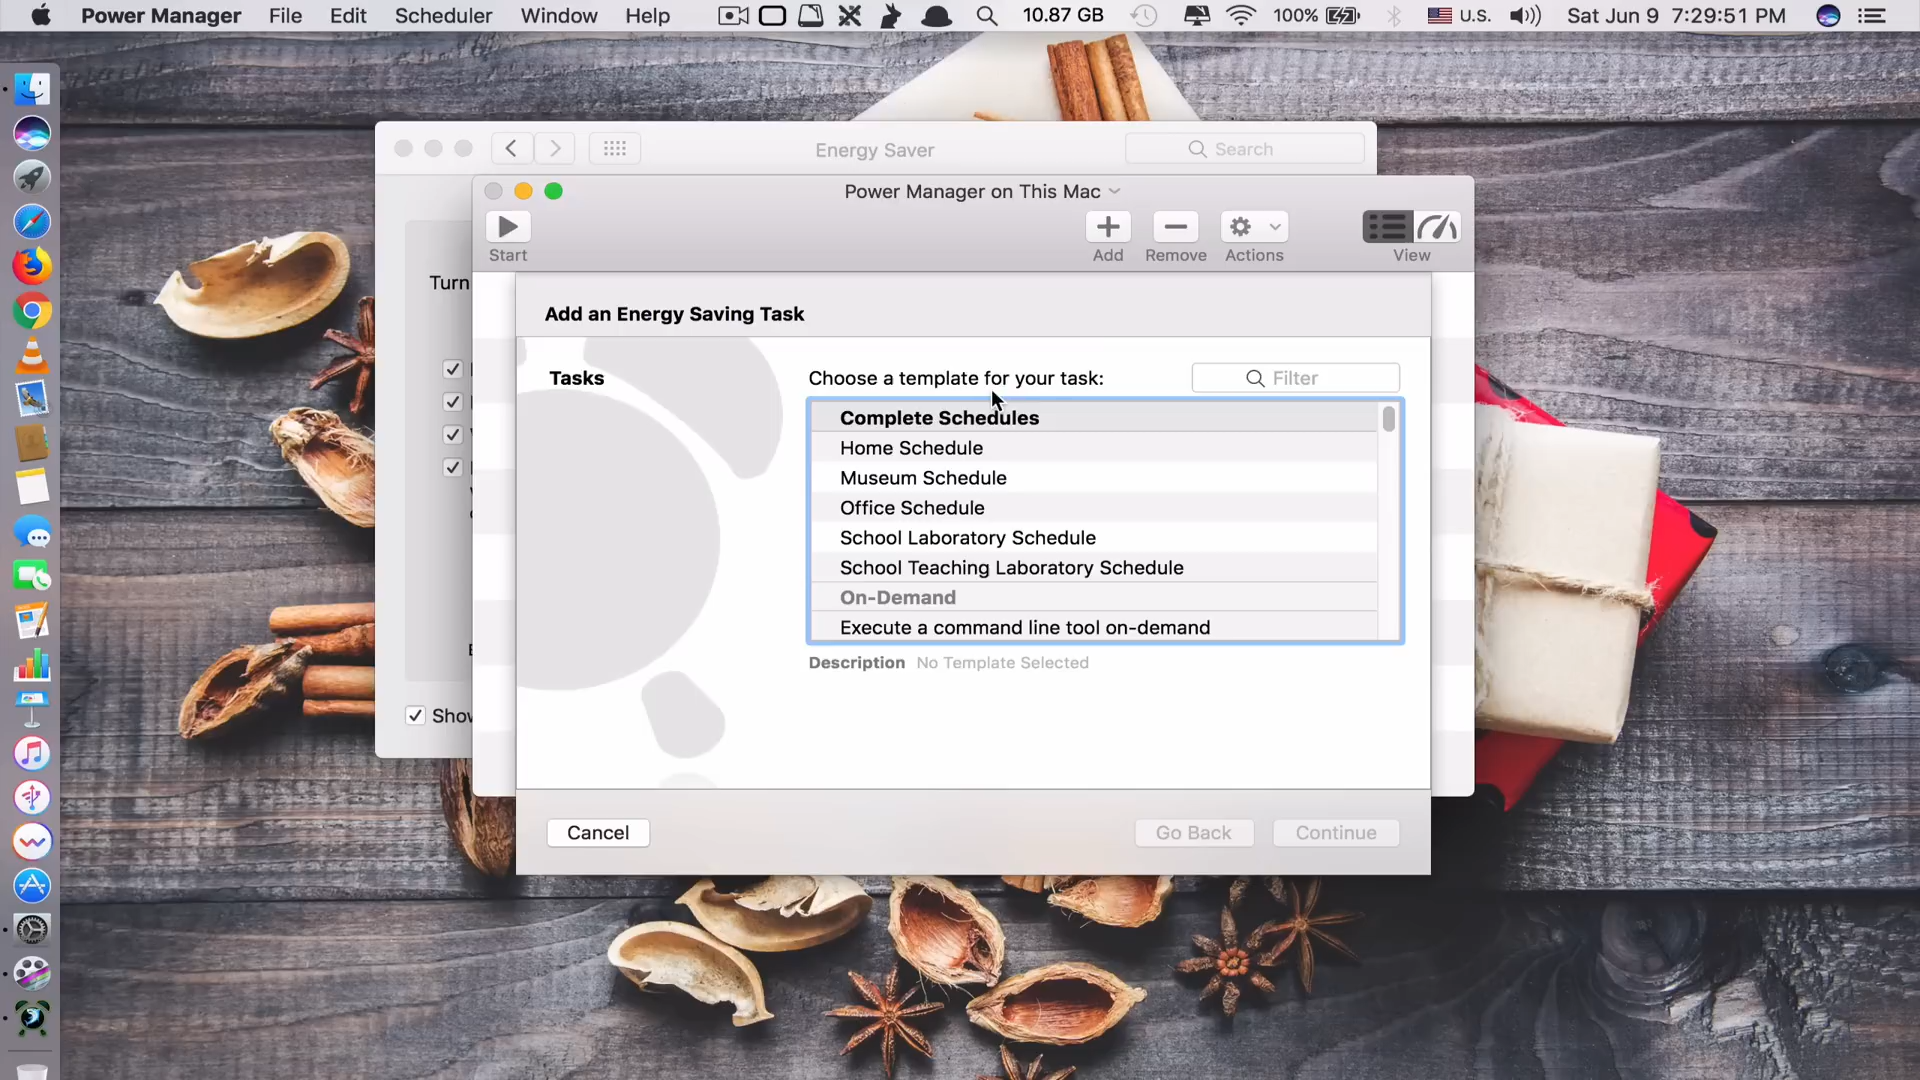 Power Manager File Edit Scheduler Window Help 10.87 GB 100% U.S. Sat Jun 9 7:29:51 PM
Energy Saver Search
Power Manager on This Mac
Start Add Remove Actions View
Turn
Add an Energy Saving Task
Tasks Choose a template for your task: Filter
Complete Schedules
Home Schedule
Museum Schedule
Office Schedule
School Laboratory Schedule
School Teaching Laboratory Schedule
On-Demand
Execute a command line tool on-demand
Description No Template Selected
Show
Cancel Go Back Continue